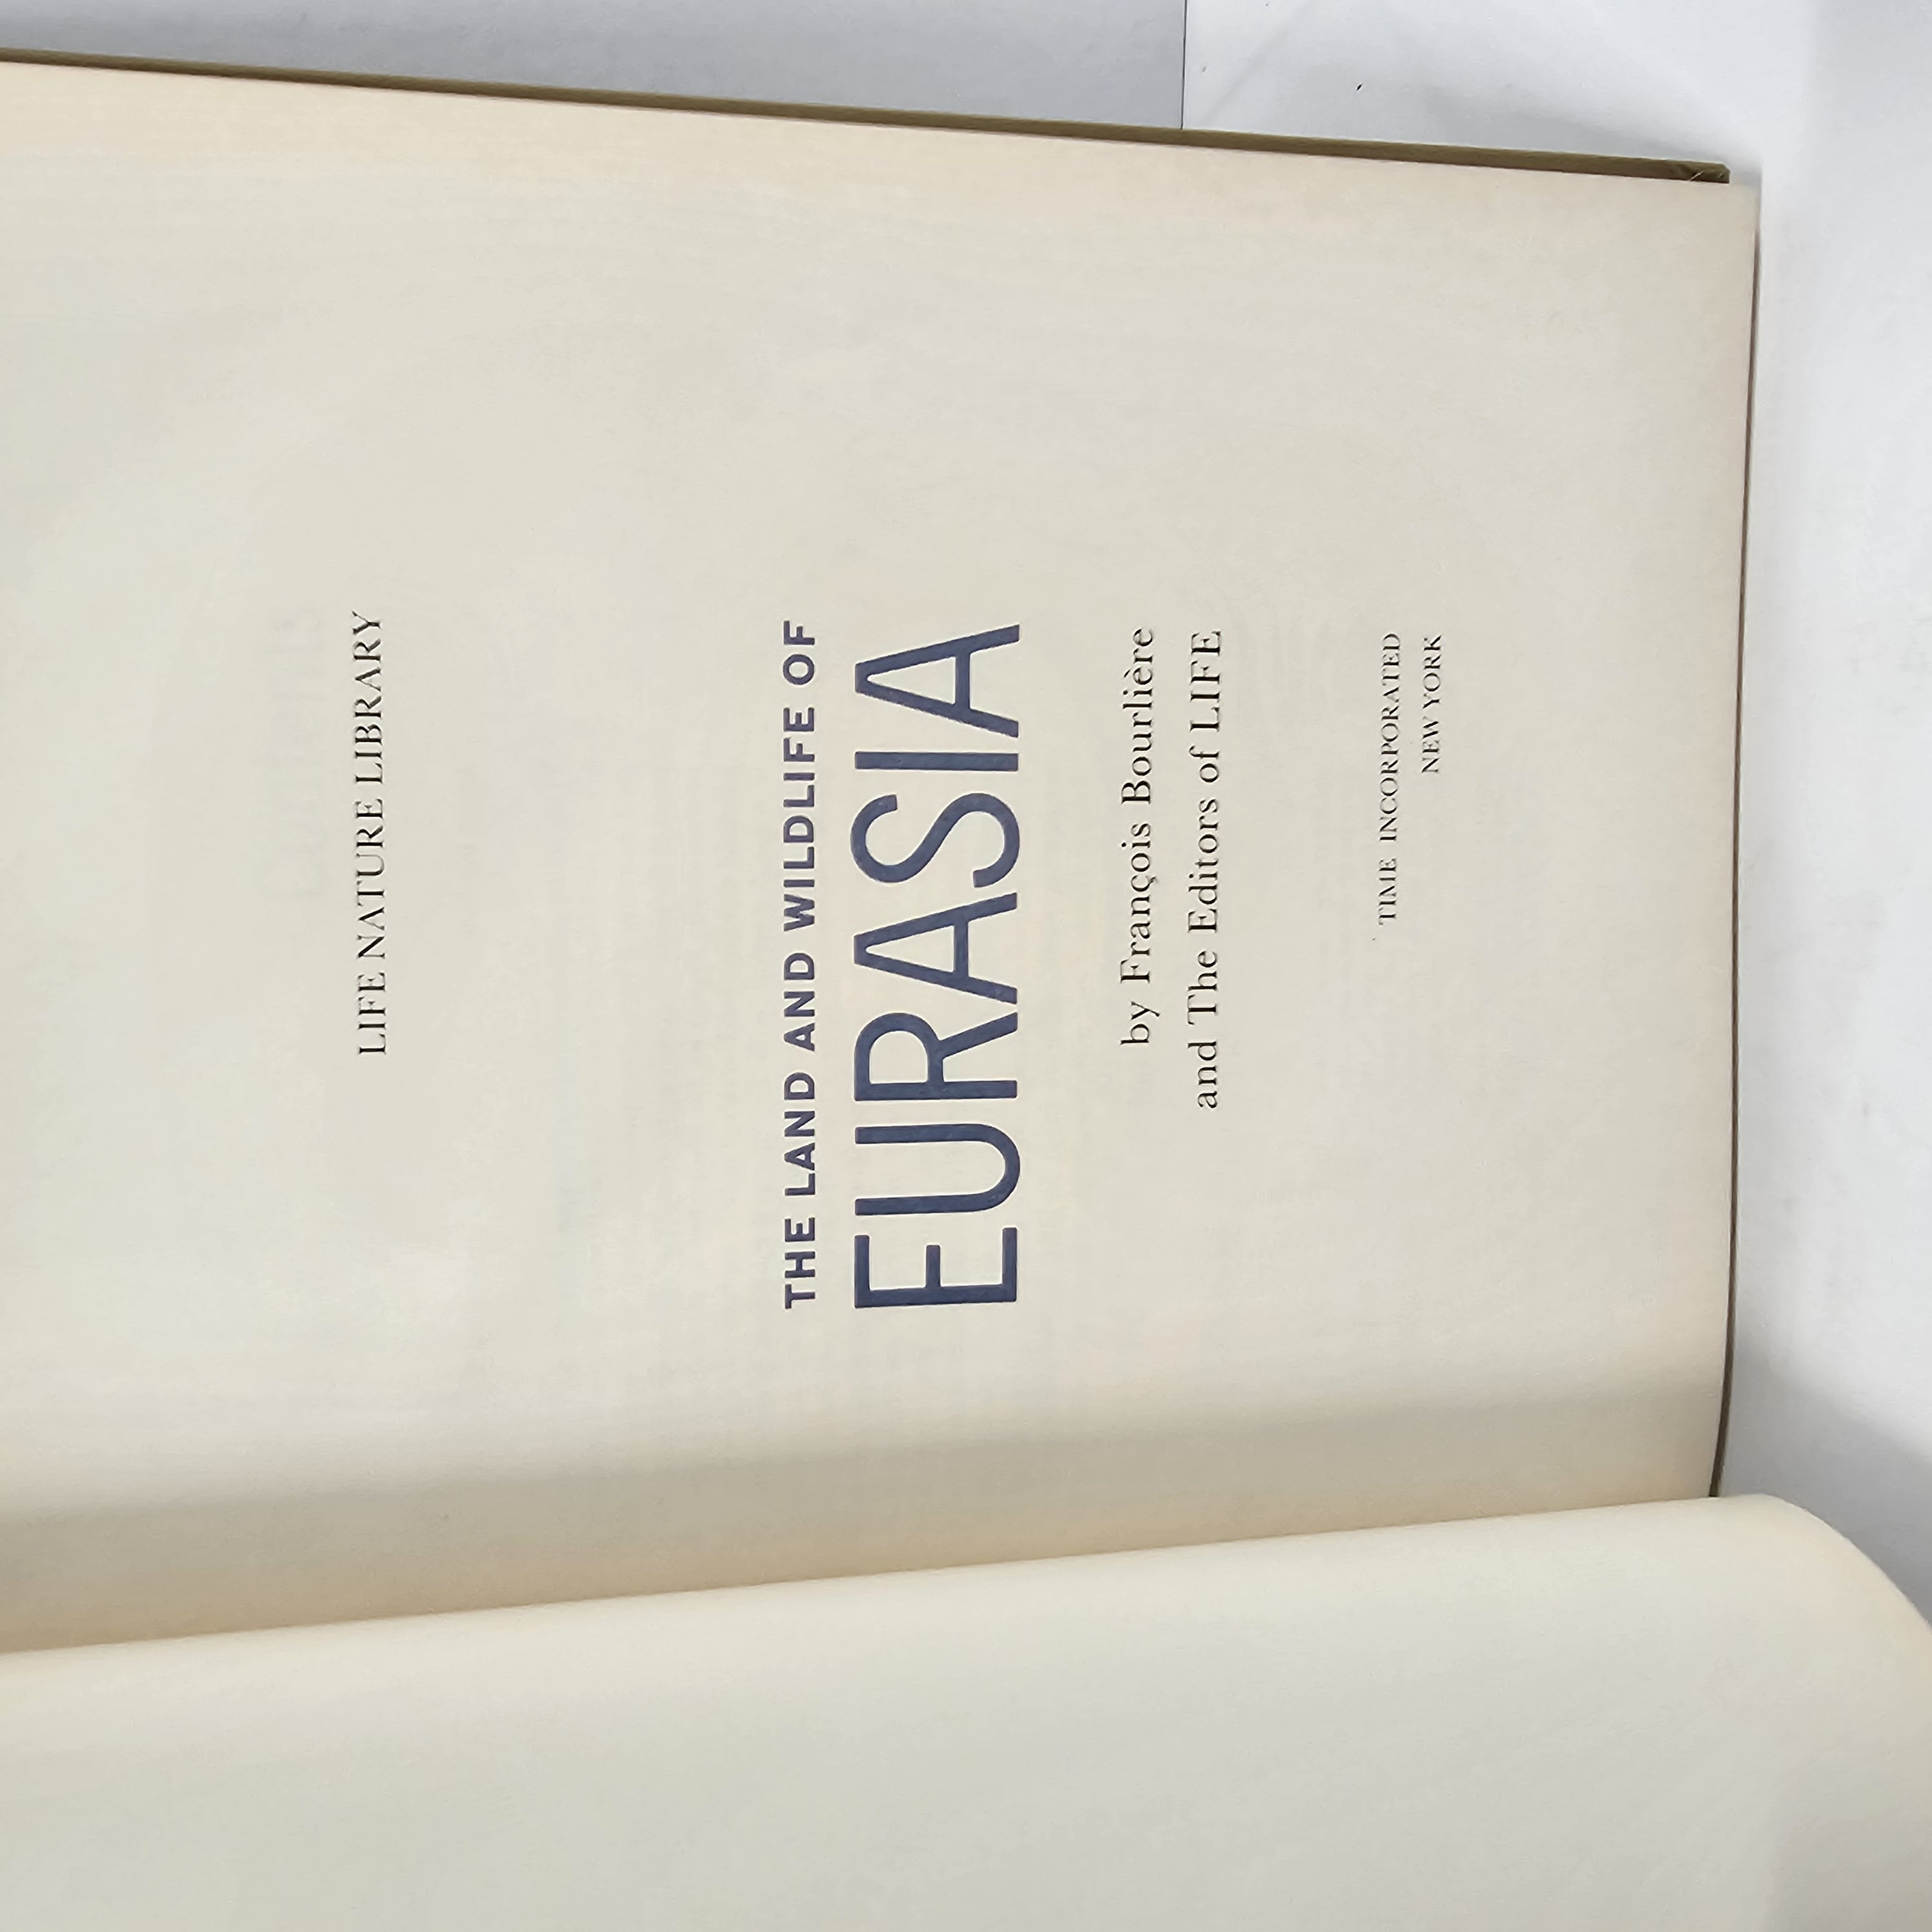 LIFE NATURE LIBRARY
THE LAND AND WILDLIFE OF
EURASIA
by François Bourlière
and The Editors of LIFE
TIME INCORPORATED
NEW YORK